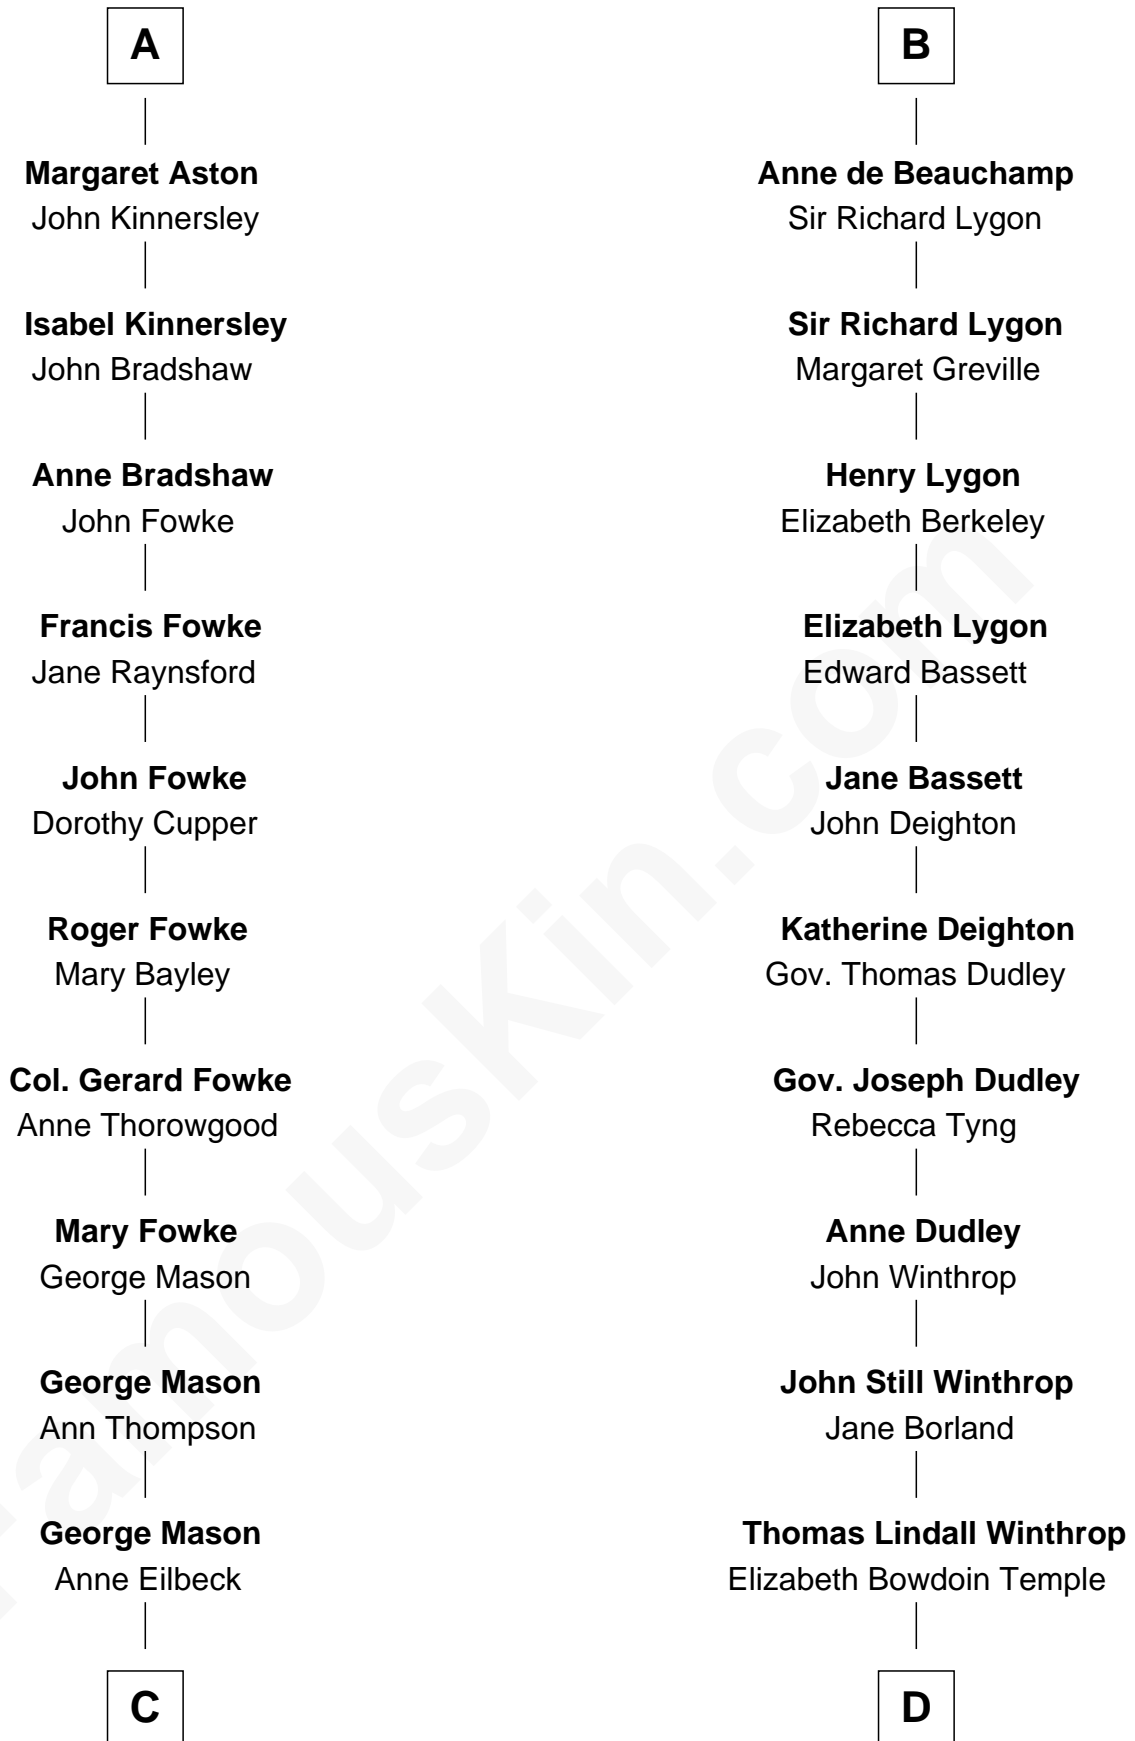 A
Margaret Aston
John Kinnersley
Isabel Kinnersley
John Bradshaw
Anne Bradshaw
John Fowke
Francis Fowke
Jane Raynsford
John Fowke
Dorothy Cupper
Roger Fowke
Mary Bayley
Col. Gerard Fowke
Anne Thorowgood
Mary Fowke
George Mason
George Mason
Ann Thompson
George Mason
Anne Eilbeck
C
B
Anne de Beauchamp
Sir Richard Lygon
Sir Richard Lygon
Margaret Greville
Henry Lygon
Elizabeth Berkeley
Elizabeth Lygon
Edward Bassett
Jane Bassett
John Deighton
Katherine Deighton
Gov. Thomas Dudley
Gov. Joseph Dudley
Rebecca Tyng
Anne Dudley
John Winthrop
John Still Winthrop
Jane Borland
Thomas Lindall Winthrop
Elizabeth Bowdoin Temple
D
FamousKin.com